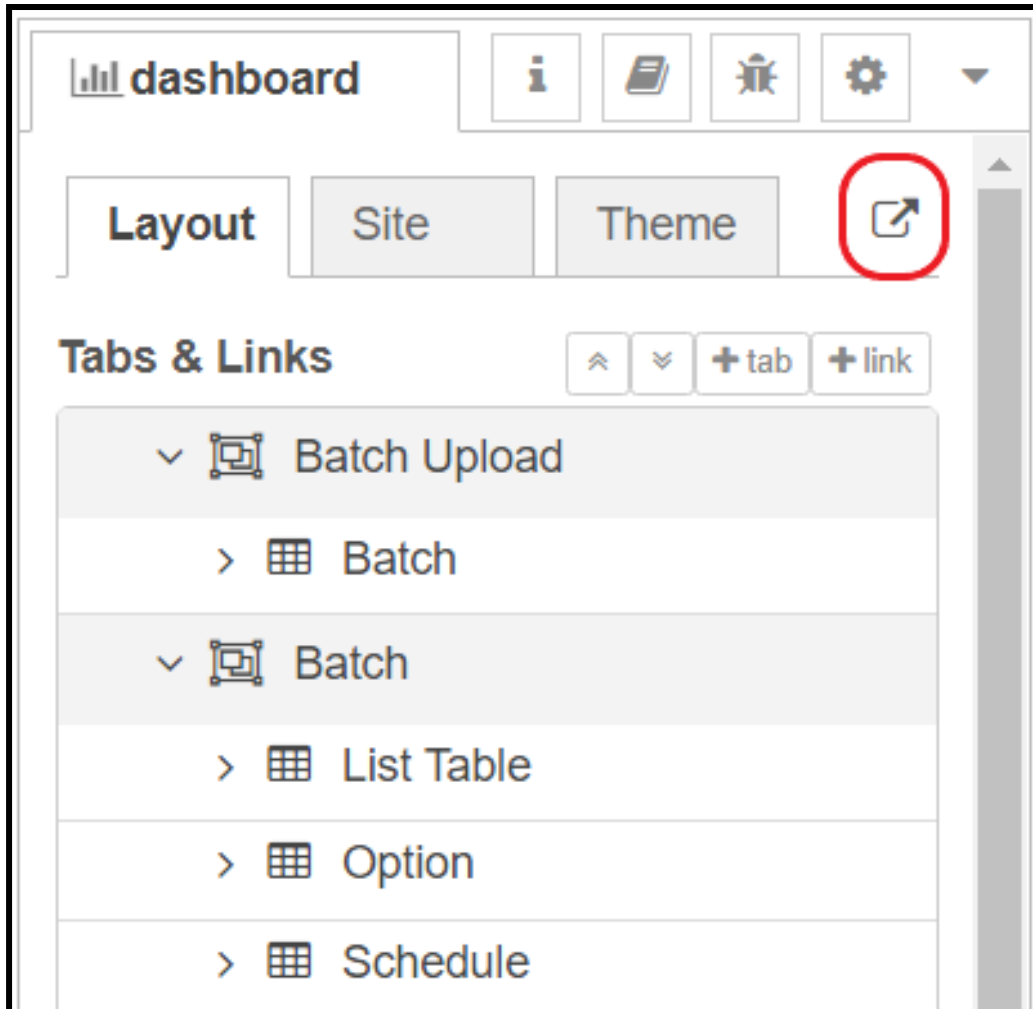 dashboard
Layout Site Theme
Tabs & Links +tab +link
Batch Upload
Batch
Batch
List Table
Option
Schedule